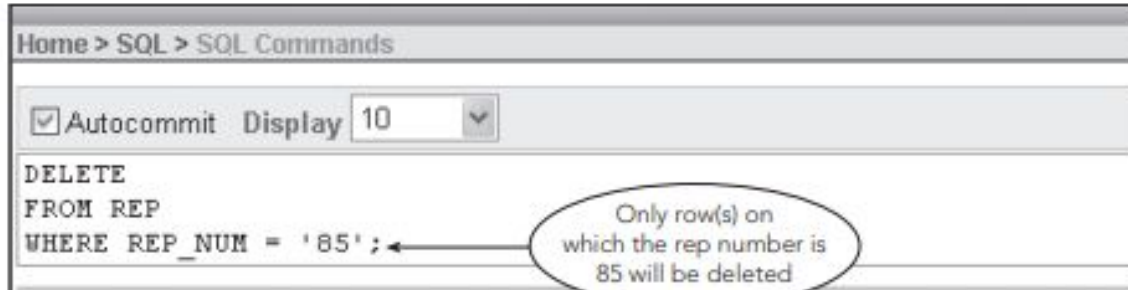 Home > SQL > SQL Commands
Autocommit Display 10
DELETE
FROM REP
WHERE REP_NUM = '85';
Only row(s) on
which the rep number is
85 will be deleted